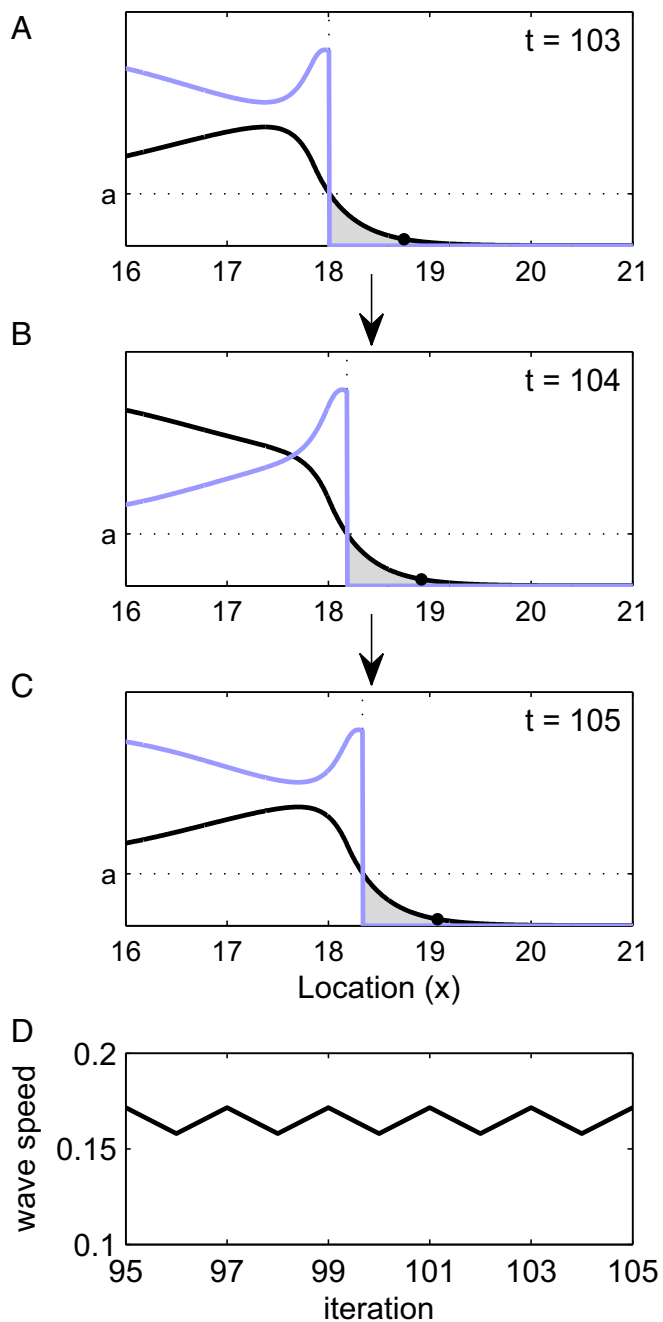 A
t = 103
a
16 17 18 19 20 21
B
t = 104
a
16 17 18 19 20 21
C
t = 105
a
16 17 18 19 20 21
Location (x)
D
wave speed
0.2
0.15
0.1
95 97 99 101 103 105
iteration